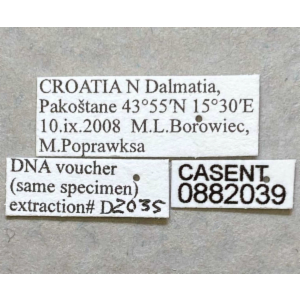 CROATIA N Dalmatia,
Pakoštane 43°55′N 15°30′E
10.ix.2008 M.L.Borowiec,
M.Poprawksa
DNA voucher
(same specimen)
extraction# D2035
CASENT
0882039